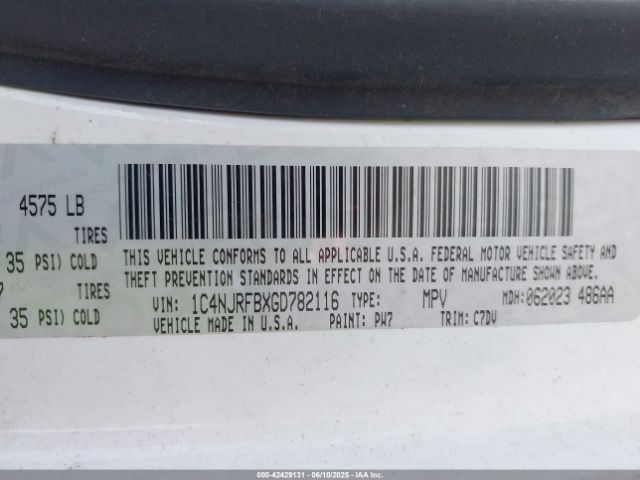 4575 LB
TIRES
35 PSI) COLD
TIRES
35 PSI) COLD
THIS VEHICLE CONFORMS TO ALL APPLICABLE U.S.A. FEDERAL MOTOR VEHICLE SAFETY AND
THEFT PREVENTION STANDARDS IN EFFECT ON THE DATE OF MANUFACTURE SHOWN ABOVE.
VIN: 1C4NJRFBXGD782116 TYPE: MPV MDH:062023 486AA
VEHICLE MADE IN U.S.A. PAINT: PW7 TRIM: C7DV
000-42429131 - 06/10/2025 - IAA Inc.